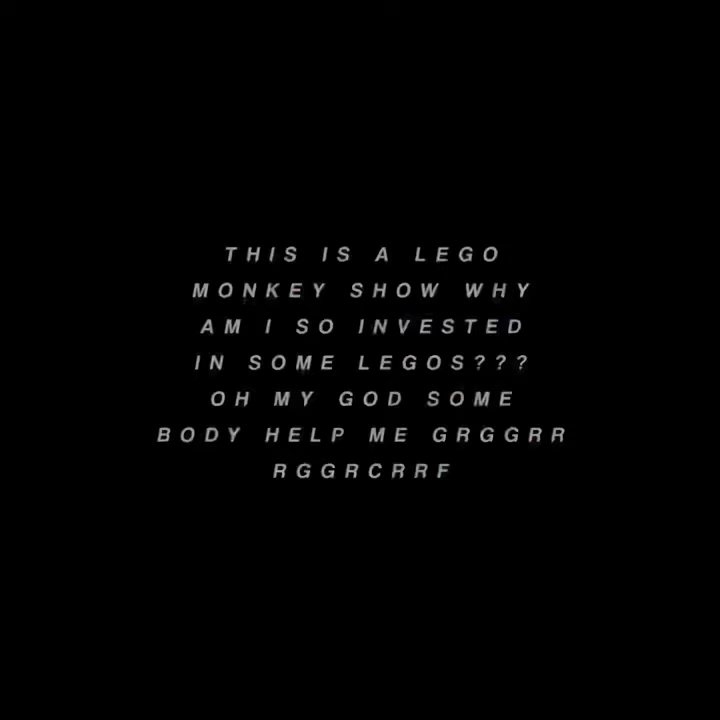 THIS IS A LEGO
MONKEY SHOW WHY
AM I SO INVESTED
IN SOME LEGOS???
OH MY GOD SOME
BODY HELP ME GRGGRR
RGGRCRRF